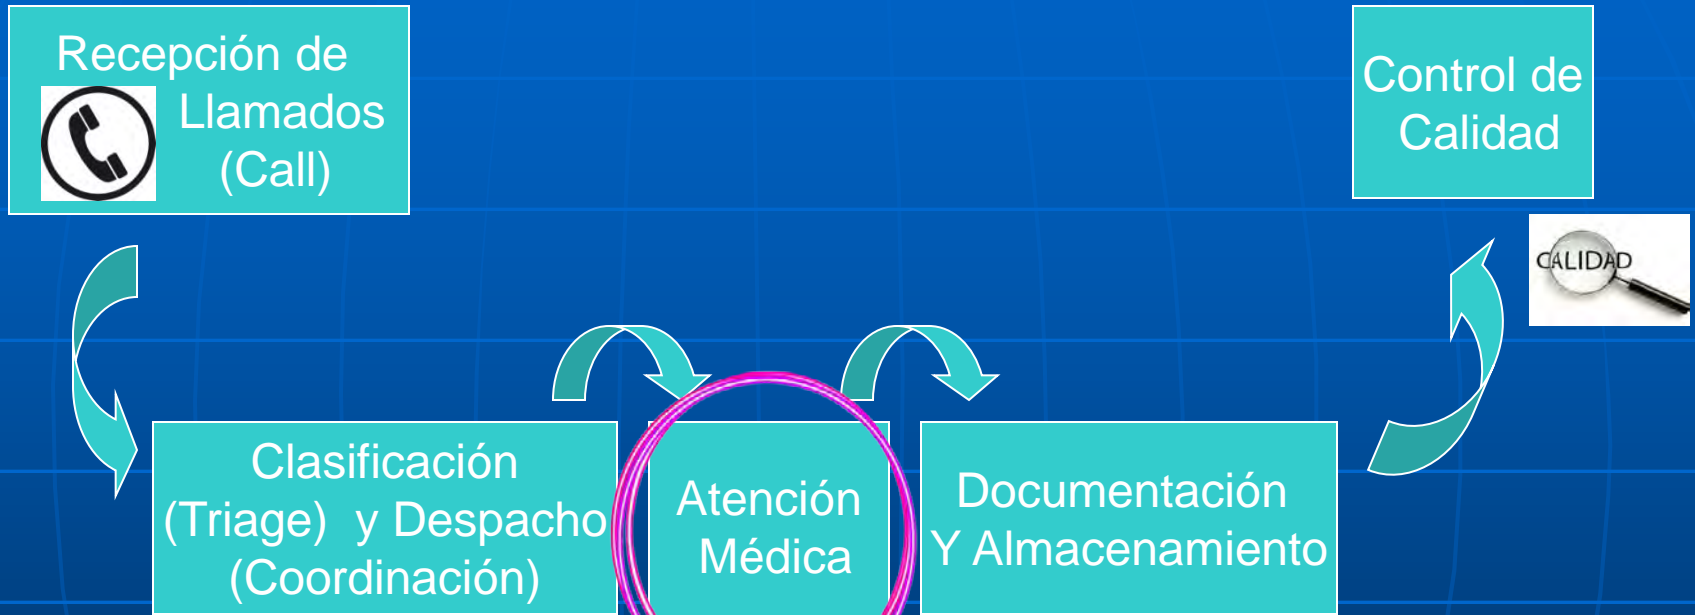 Recepción de
Llamados
(Call)
Clasificación
(Triage) y Despacho
(Coordinación)
Atención
Médica
Documentación
Y Almacenamiento
Control de
Calidad
CALIDAD